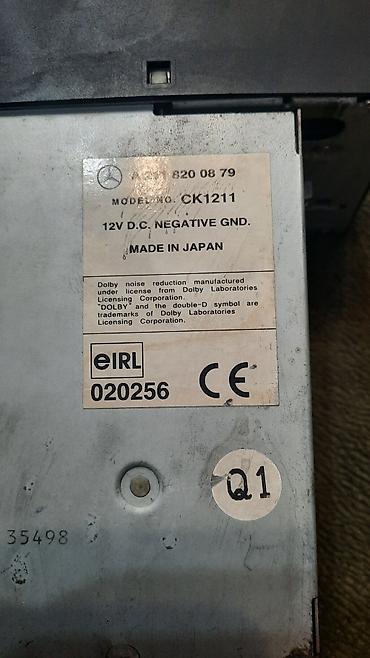 820 08 79
MODEL NO. CK1211
12V D.C. NEGATIVE GND.
MADE IN JAPAN
Dolby noise reduction manufactured
under license from Dolby Laboratories
Licensing Corporation.
"DOLBY" and the double-D symbol are
trademarks of Dolby Laboratories
Licensing Corporation.
eIRL
020256 CE
Q1
35498